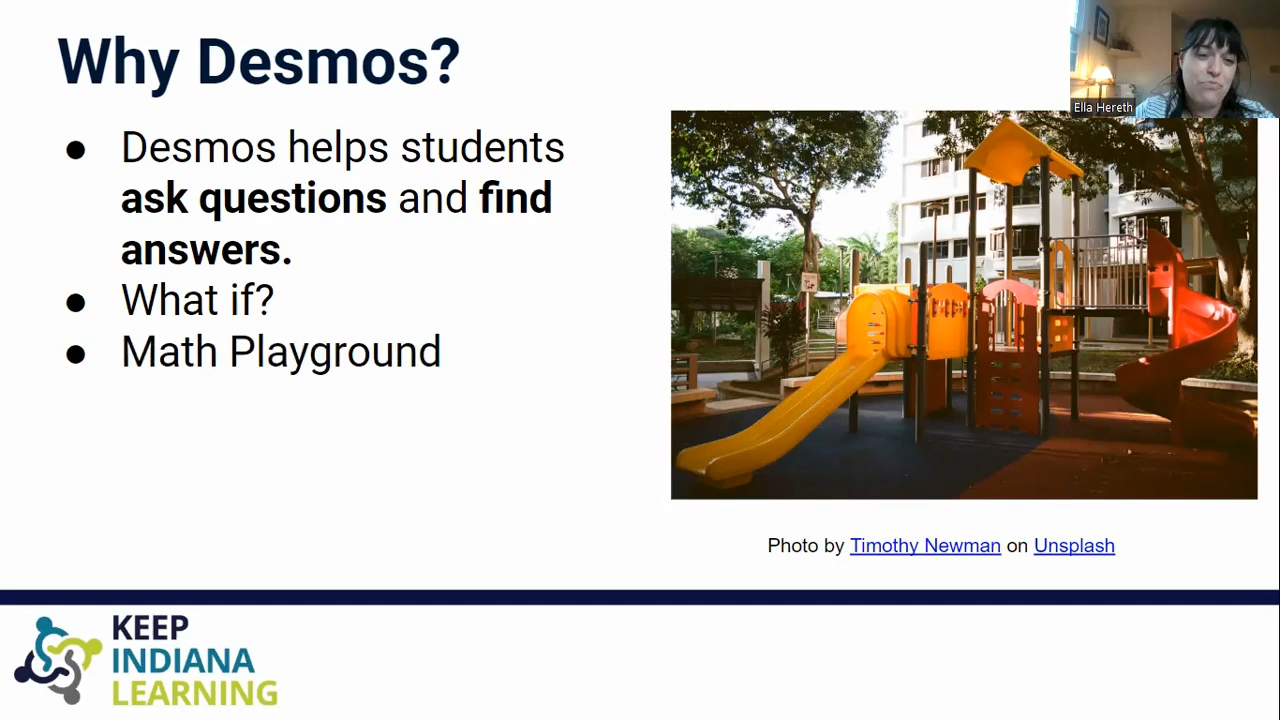 Why Desmos?
Ella Hereth
● Desmos helps students
ask questions and find
answers.
● What if?
● Math Playground
Photo by Timothy Newman on Unsplash
KEEP
INDIANA
LEARNING